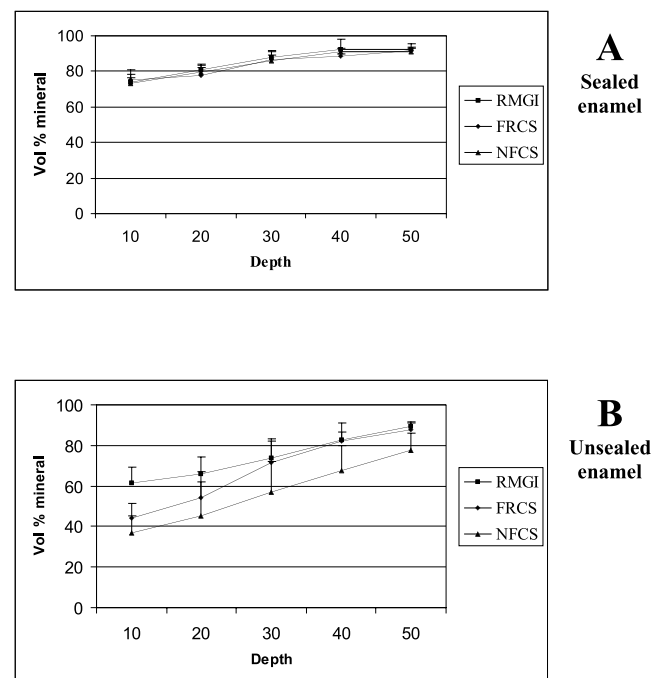 100
80
60
40
20
0
Vol % mineral
10 20 30 40 50
Depth
RMGI
FRCS
NFCS
A
Sealed
enamel
100
80
60
40
20
0
Vol % mineral
10 20 30 40 50
Depth
RMGI
FRCS
NFCS
B
Unsealed
enamel